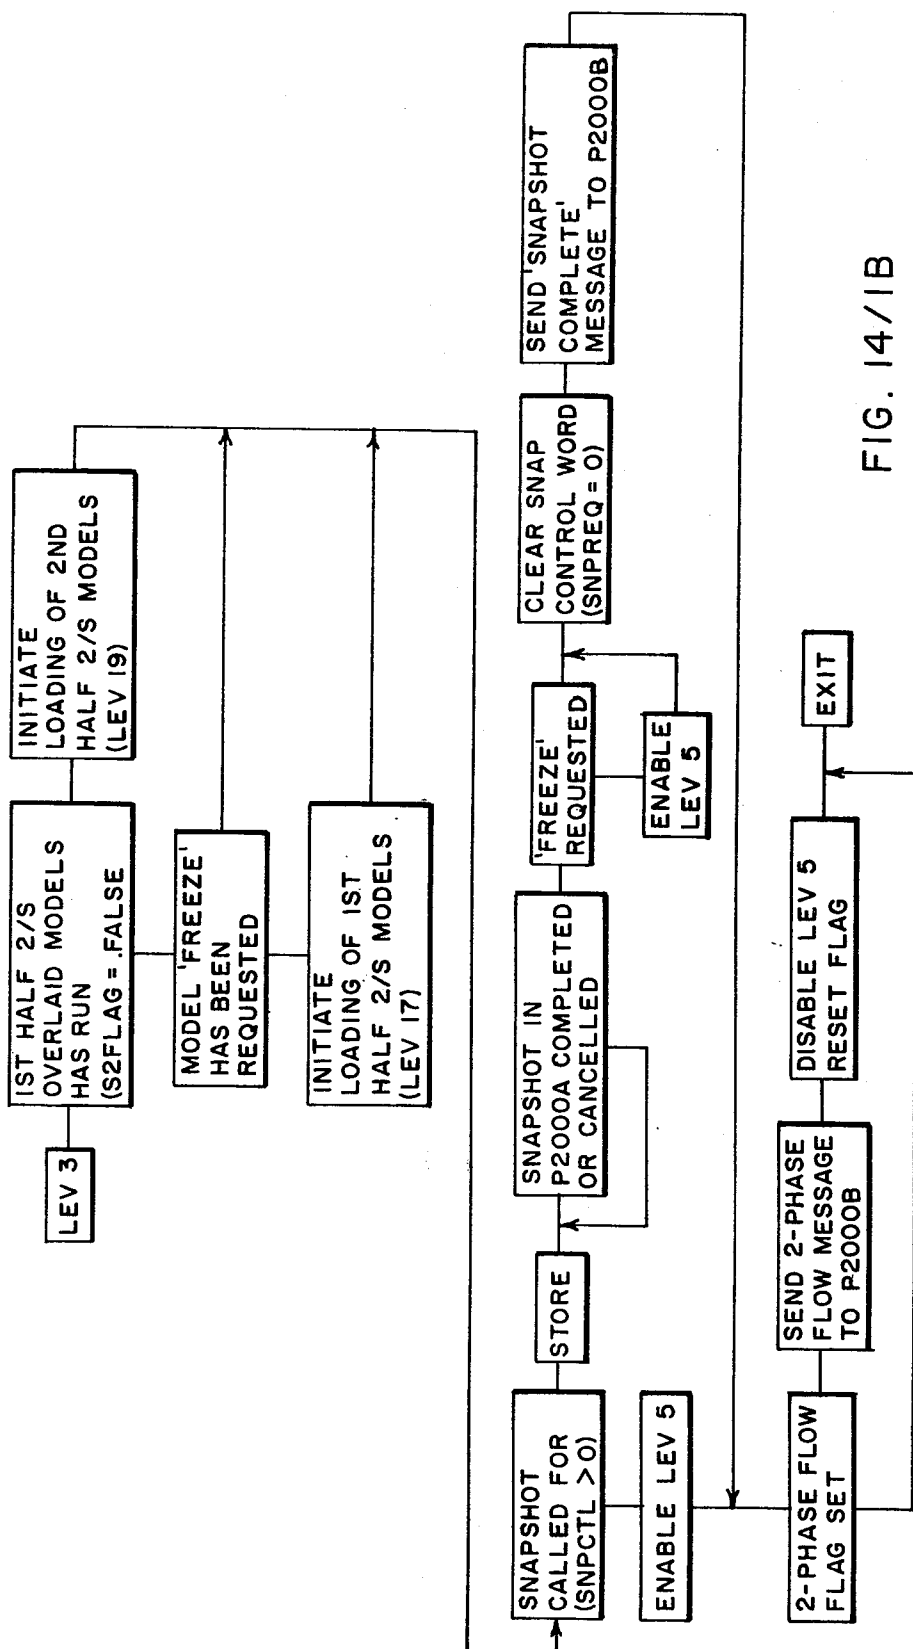 LEV 3
1ST HALF 2/S
OVERLAID MODELS
HAS RUN
(S2FLAG = .FALSE
INITIATE
LOADING OF 2ND
HALF 2/S MODELS
(LEV 19)
MODEL 'FREEZE'
HAS BEEN
REQUESTED
INITIATE
LOADING OF 1ST
HALF 2/S MODELS
(LEV 17)
SNAPSHOT
CALLED FOR
(SNPCTL >0)
STORE
SNAPSHOT IN
P2000A COMPLETED
OR CANCELLED
'FREEZE'
REQUESTED
CLEAR SNAP
CONTROL WORD
(SNPREQ = 0)
SEND 'SNAPSHOT
COMPLETE'
MESSAGE TO P2000B
ENABLE LEV 5
ENABLE
LEV 5
2-PHASE FLOW
FLAG SET
SEND 2-PHASE
FLOW MESSAGE
TO P2000B
DISABLE LEV 5
RESET FLAG
EXIT
FIG. 14/1B